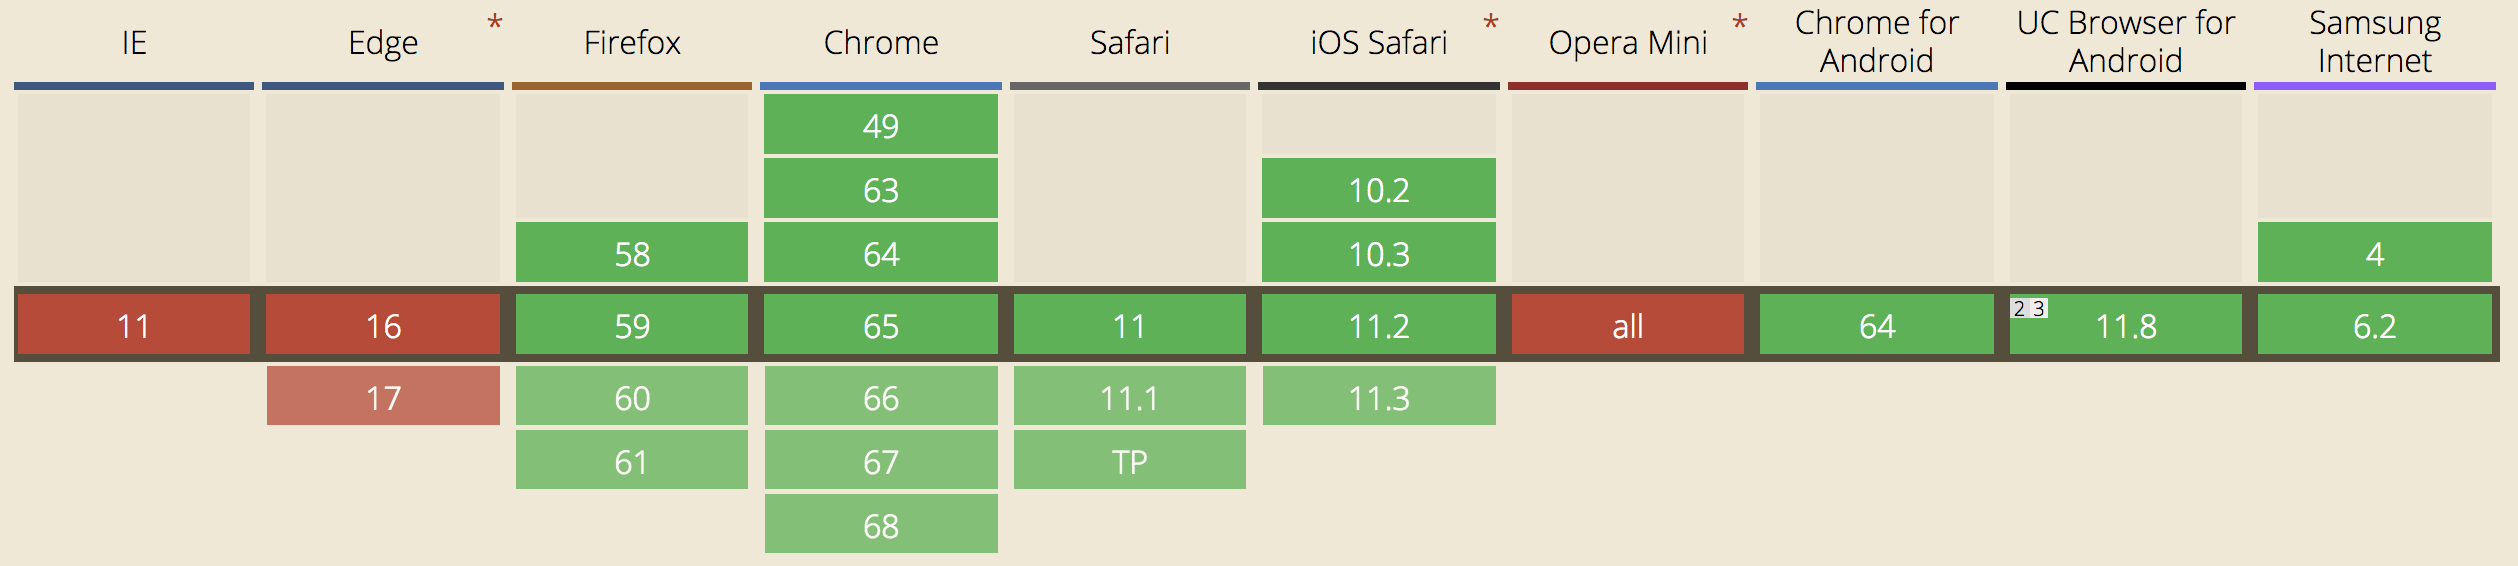 IE Edge * Firefox Chrome Safari iOS Safari * Opera Mini * Chrome for Android UC Browser for Android Samsung Internet
49
63 10.2
58 64 10.3 4
11 16 59 65 11 11.2 all 64 2 3 11.8 6.2
17 60 66 11.1 11.3
61 67 TP
68